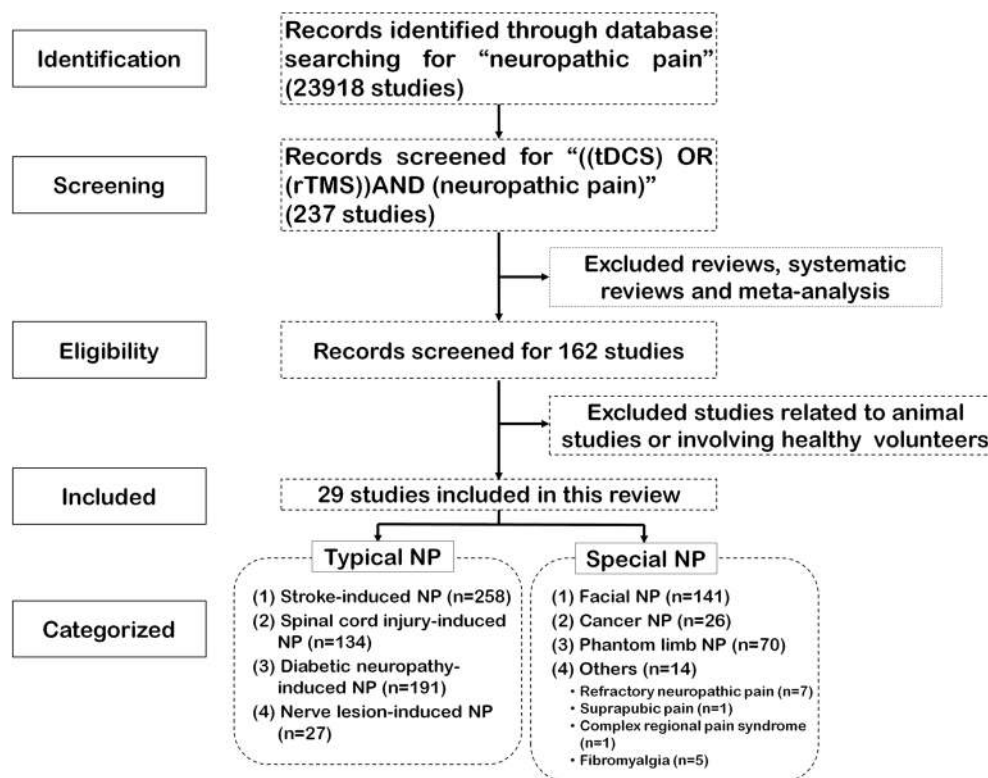 Identification
Records identified through database
searching for “neuropathic pain”
(23918 studies)
Screening
Records screened for “((tDCS) OR
(rTMS))AND (neuropathic pain)”
(237 studies)
Excluded reviews, systematic
reviews and meta-analysis
Eligibility
Records screened for 162 studies
Excluded studies related to animal
studies or involving healthy volunteers
Included
29 studies included in this review
Categorized
Typical NP
(1) Stroke-induced NP (n=258)
(2) Spinal cord injury-induced
NP (n=134)
(3) Diabetic neuropathy-
induced NP (n=191)
(4) Nerve lesion-induced NP
(n=27)
Special NP
(1) Facial NP (n=141)
(2) Cancer NP (n=26)
(3) Phantom limb NP (n=70)
(4) Others (n=14)
• Refractory neuropathic pain (n=7)
• Suprapubic pain (n=1)
• Complex regional pain syndrome
(n=1)
• Fibromyalgia (n=5)